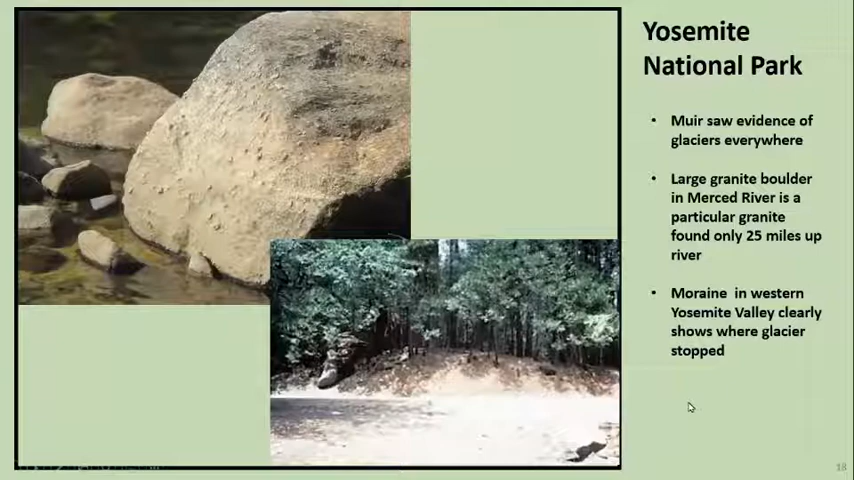 Yosemite
National Park
• Muir saw evidence of
glaciers everywhere
• Large granite boulder
in Merced River is a
particular granite
found only 25 miles up
river
• Moraine in western
Yosemite Valley clearly
shows where glacier
stopped
18